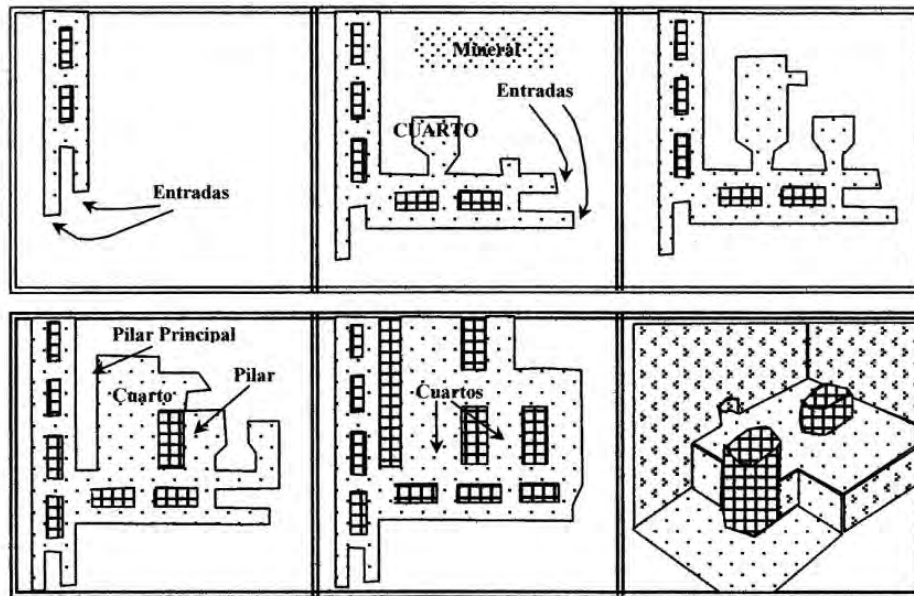 Entradas
Mineral
Entradas
CUARTO
Pilar Principal
Pilar
Cuarto
Cuartos